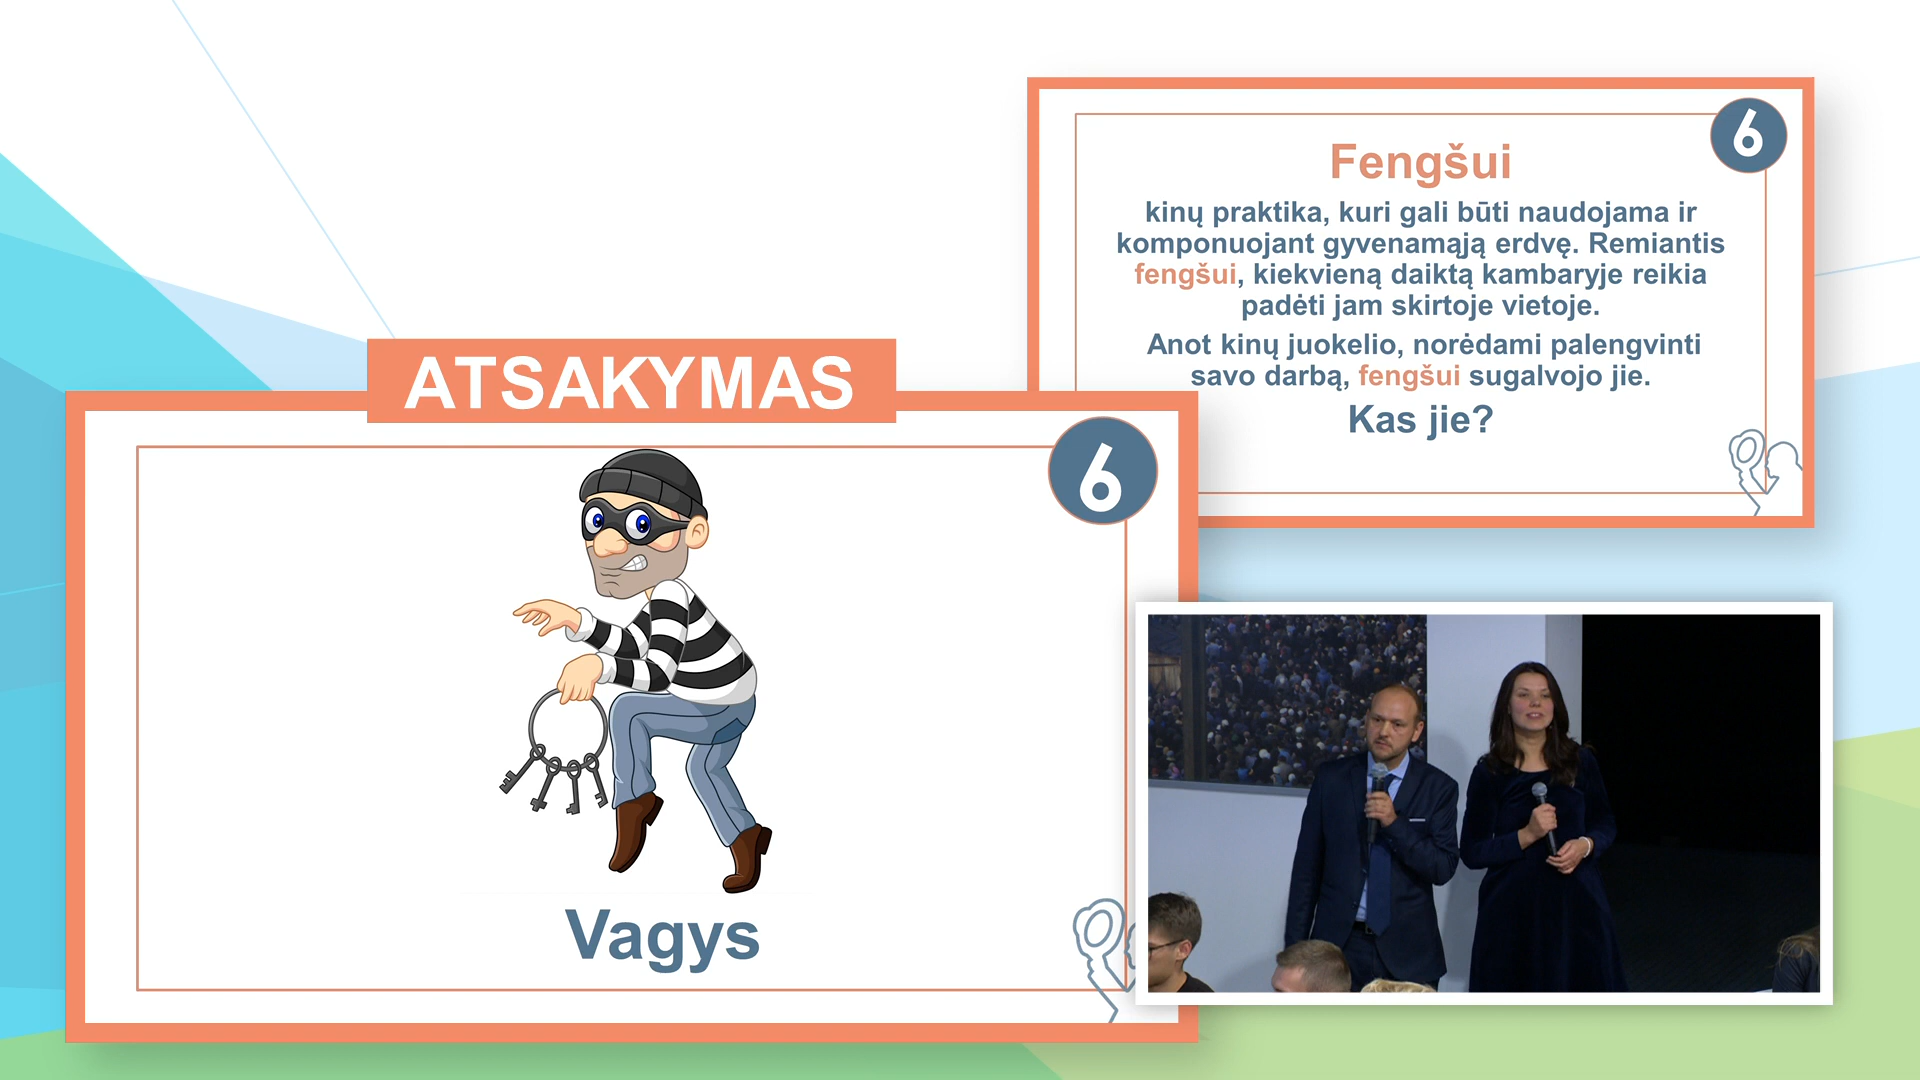 6
Fengšui
kinų praktika, kuri gali būti naudojama ir
komponuojant gyvenamąją erdvę. Remiantis
fengšui, kiekvieną daiktą kambaryje reikia
padėti jam skirtoje vietoje.
Anot kinų juokelio, norėdami palengvinti
savo darbą, fengšui sugalvojo jie.
Kas jie?
ATSAKYMAS
6
Vagys